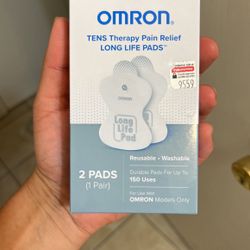 OMRON
TENS Therapy Pain Relief
LONG LIFE PADS™
9559
OMRON
Long
Life
Pad
Reusable • Washable
Durable Pads For Up To
150 Uses
2 PADS
(1 Pair)
For Use With
OMRON Models Only